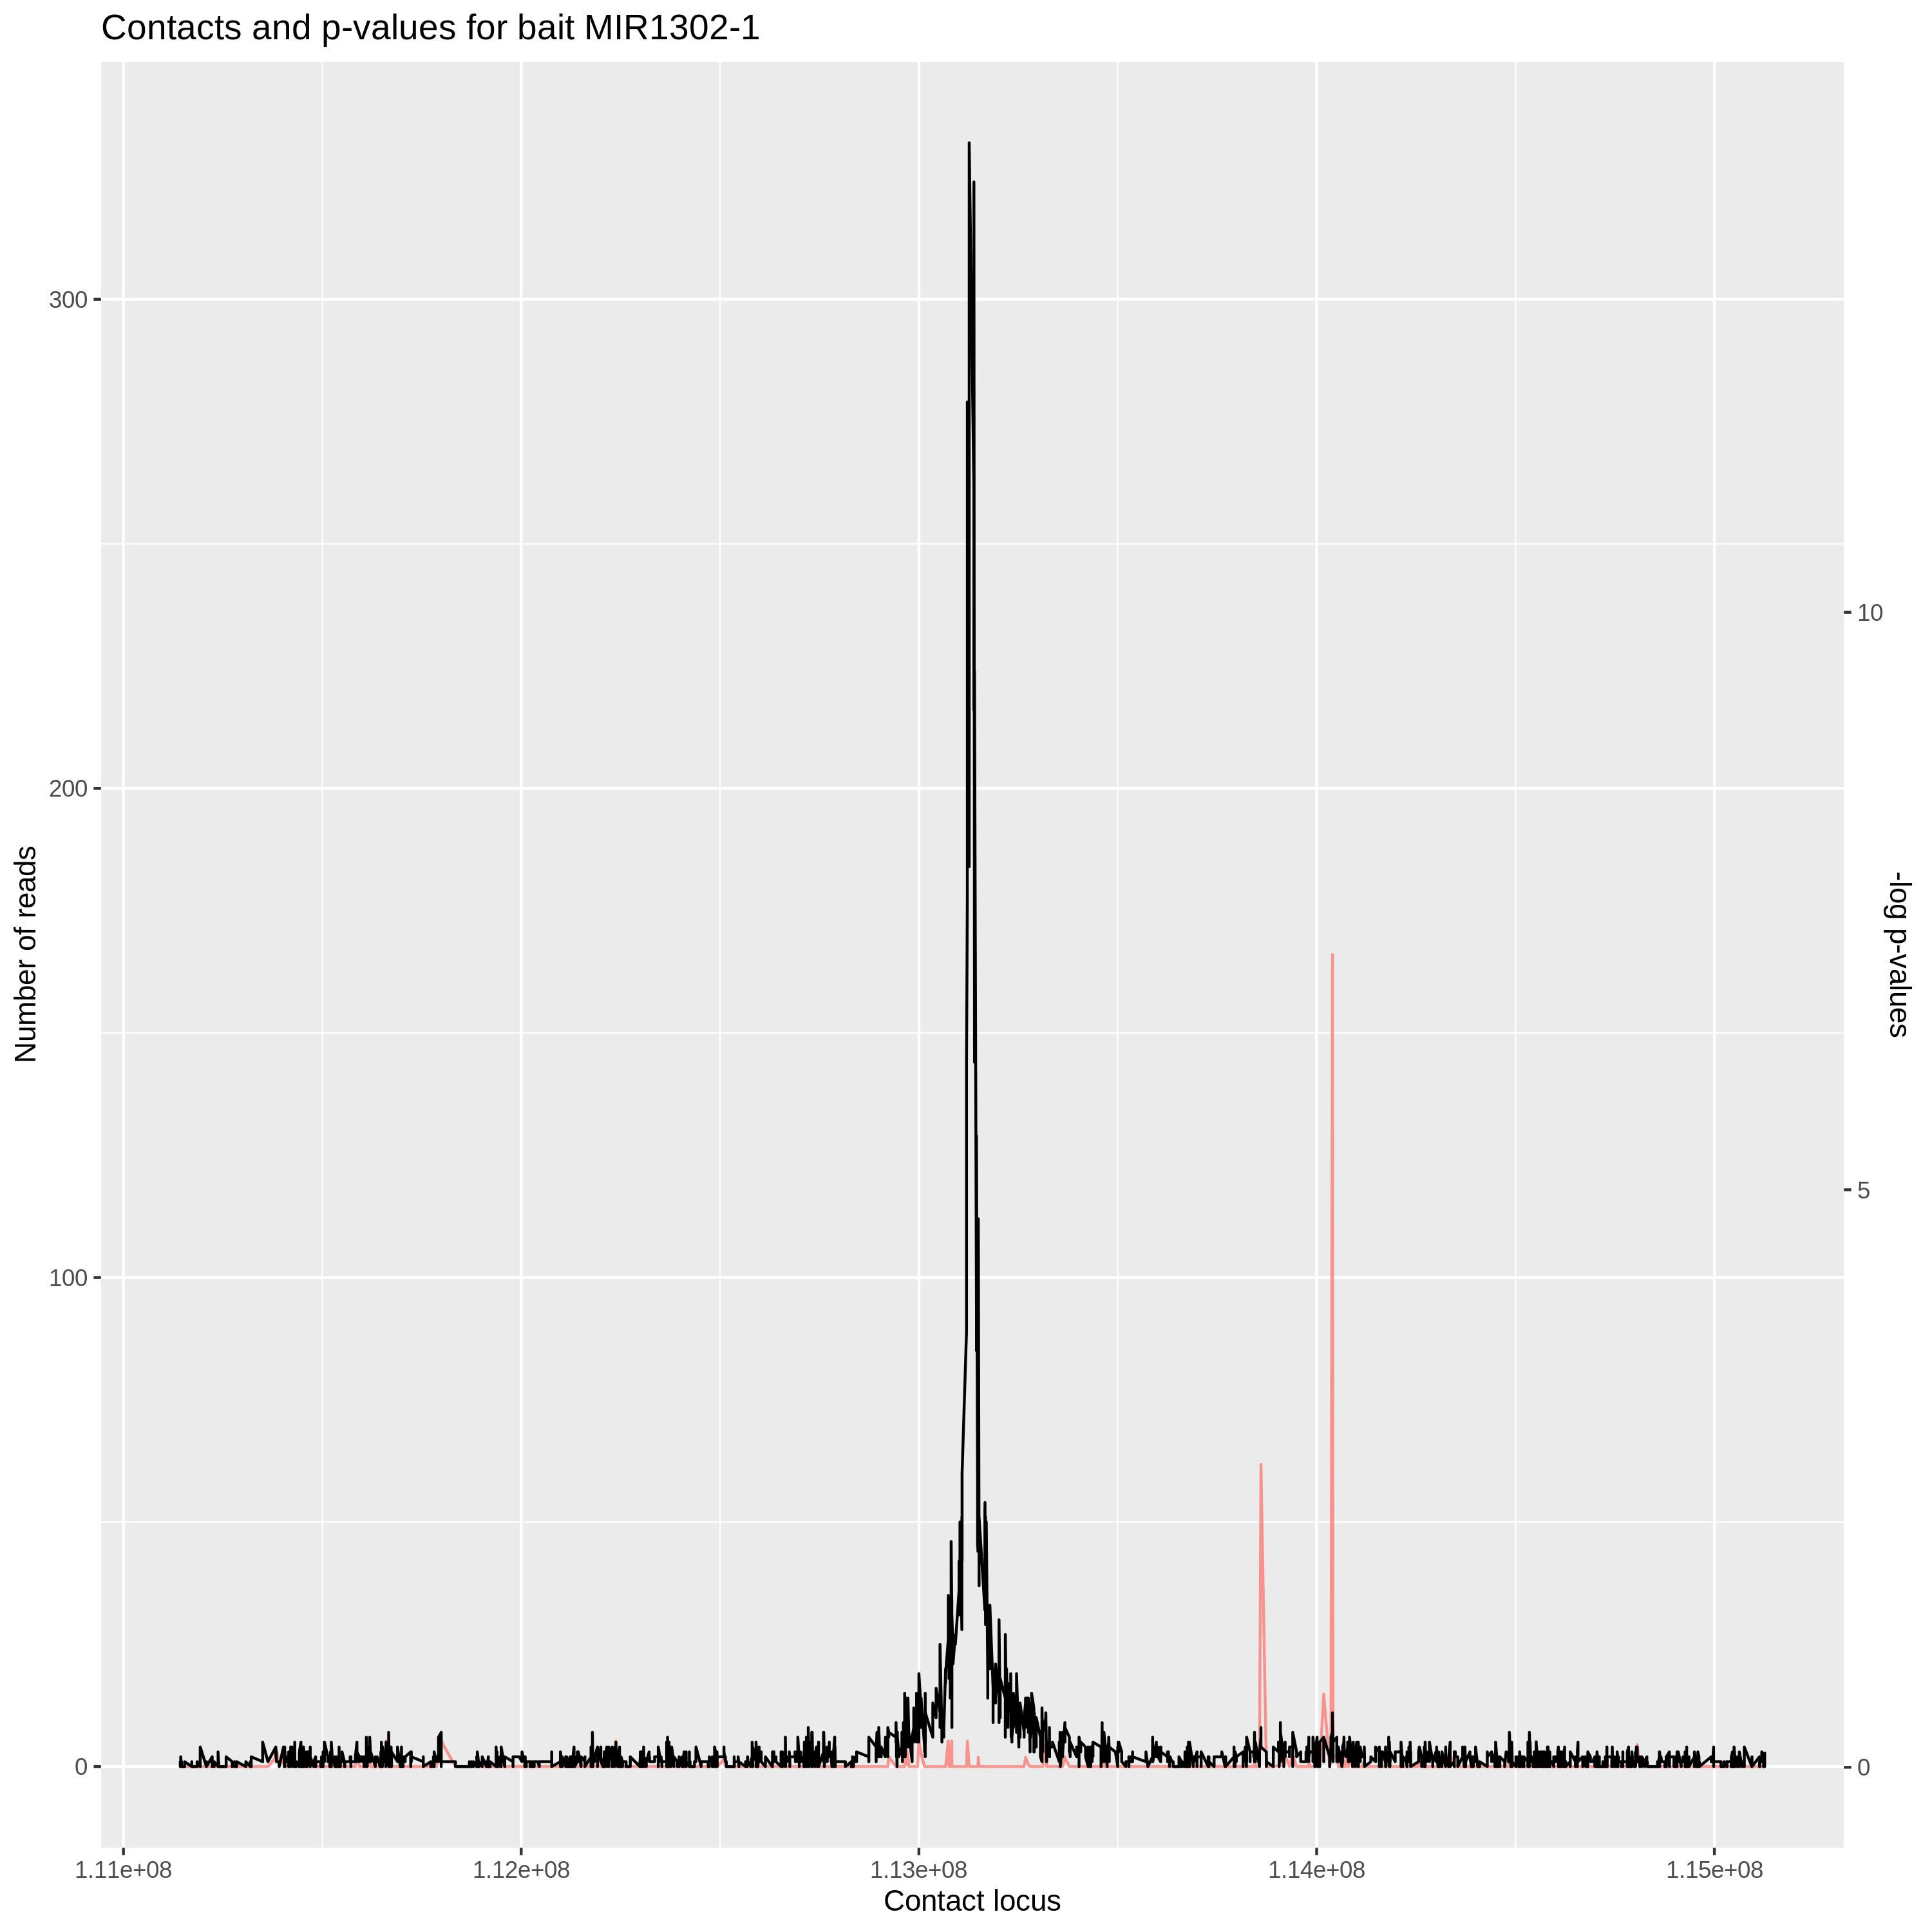 Contacts and p-values for bait MIR1302-1
300
200
100
0
Number of reads
10
5
0
-log p-values
1.11e+08
1.12e+08
1.13e+08
1.14e+08
1.15e+08
Contact locus